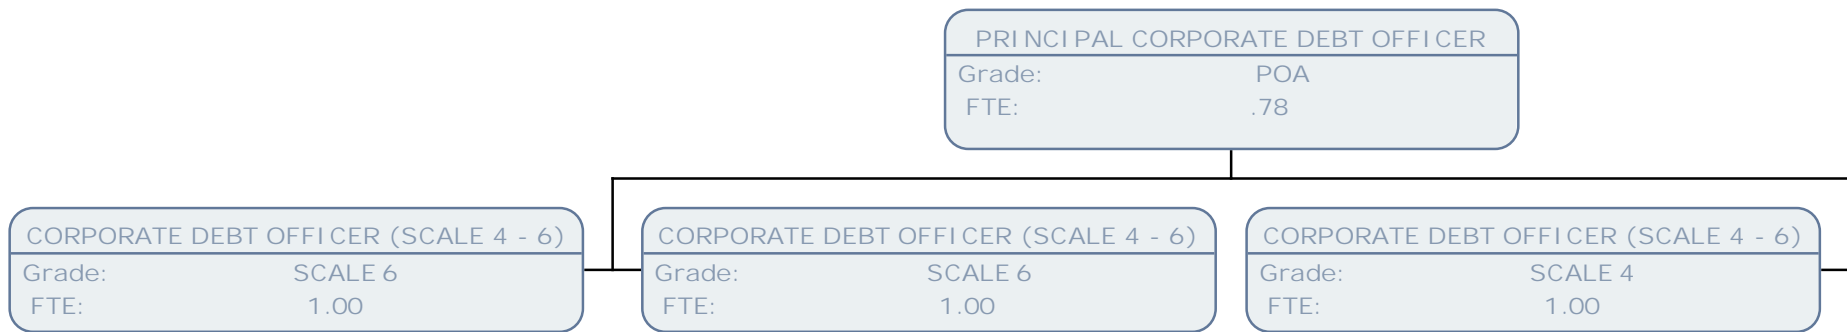 PRINCIPAL CORPORATE DEBT OFFICER
Grade: POA
FTE: .78
CORPORATE DEBT OFFICER (SCALE 4 - 6)
Grade: SCALE 6
FTE: 1.00
CORPORATE DEBT OFFICER (SCALE 4 - 6)
Grade: SCALE 6
FTE: 1.00
CORPORATE DEBT OFFICER (SCALE 4 - 6)
Grade: SCALE 4
FTE: 1.00